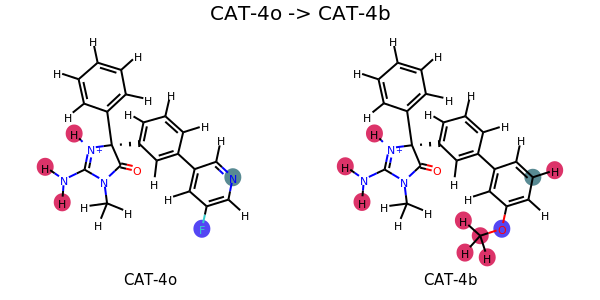 CAT-4o -> CAT-4b
H H H H H H H H H H H H H H H H H H N+ N N O N F
H H H H H H H H H H H H H H H H H H H H H H N+ N N O O
CAT-4o CAT-4b